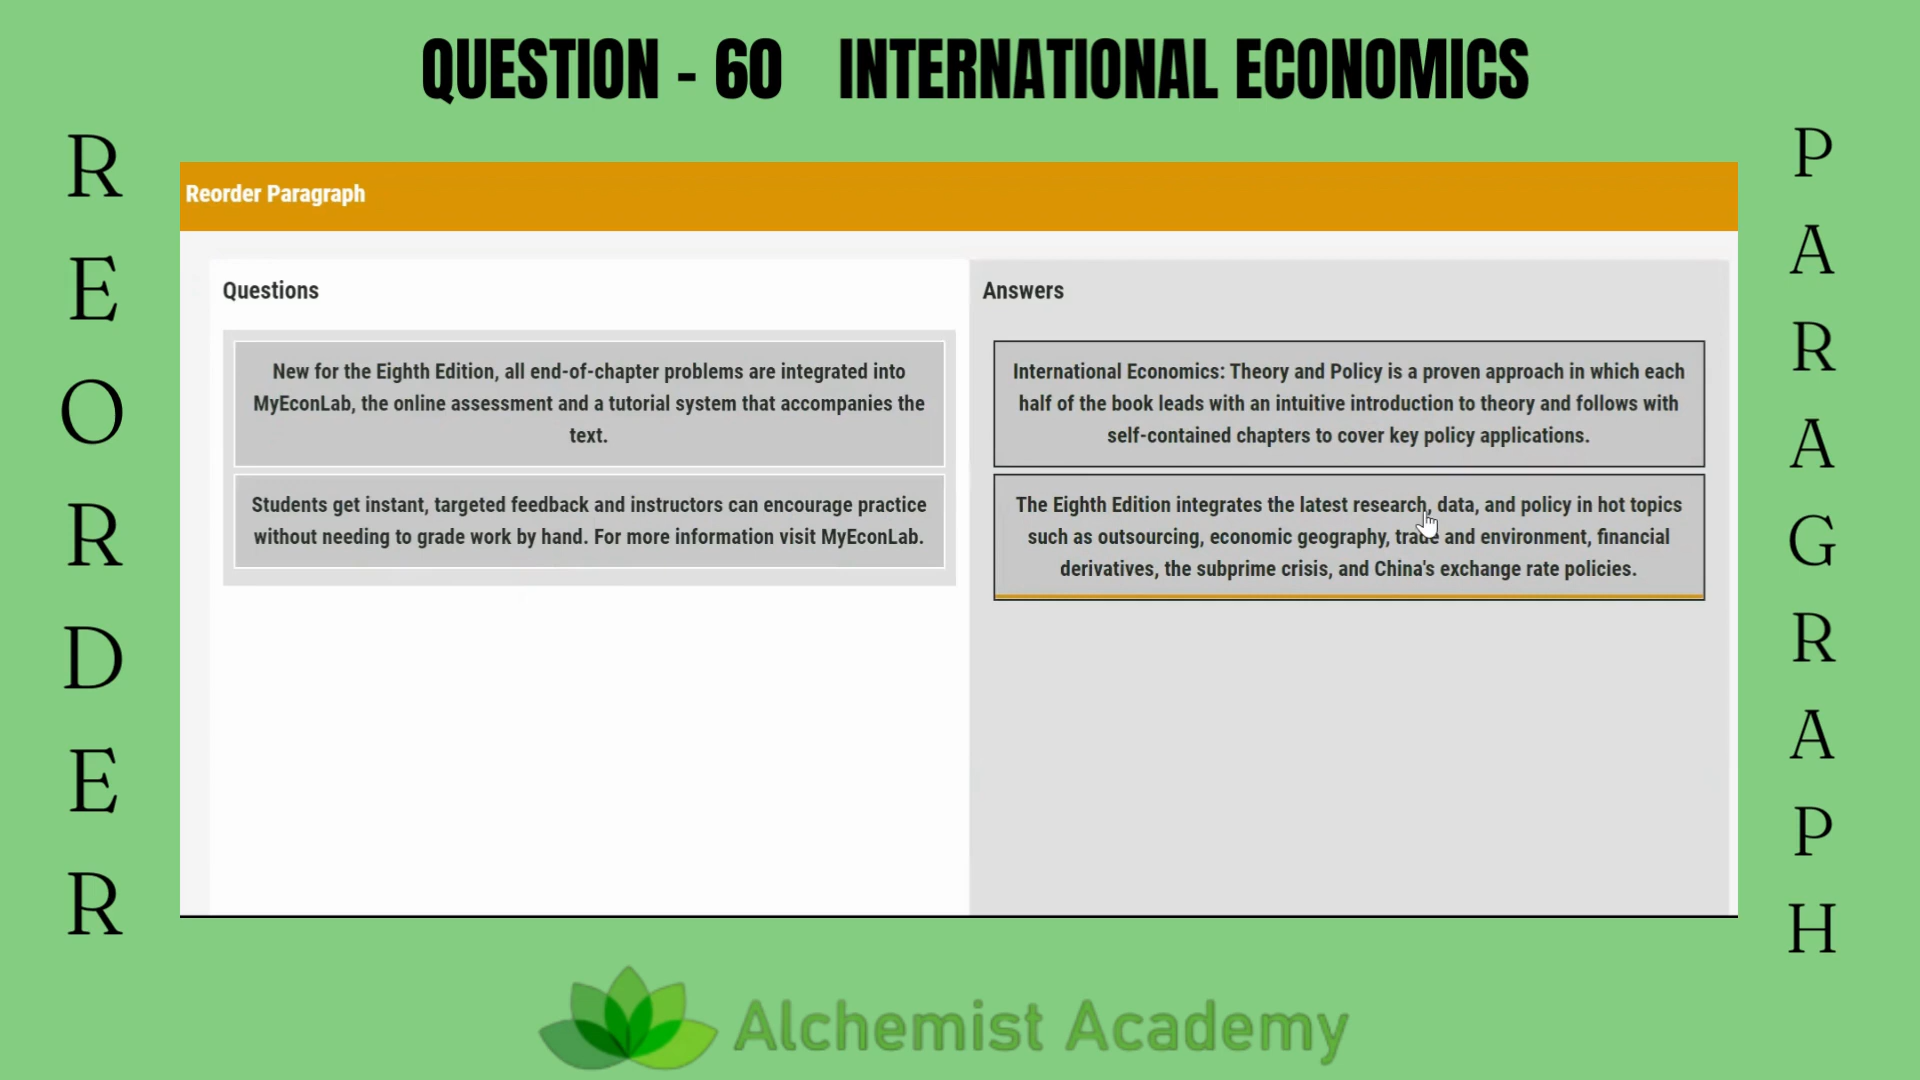 QUESTION - 60 INTERNATIONAL ECONOMICS
REORDER
PARAGRAPH
Reorder Paragraph
Questions
New for the Eighth Edition, all end-of-chapter problems are integrated into
MyEconLab, the online assessment and a tutorial system that accompanies the
text.
Students get instant, targeted feedback and instructors can encourage practice
without needing to grade work by hand. For more information visit MyEconLab.
Answers
International Economics: Theory and Policy is a proven approach in which each
half of the book leads with an intuitive introduction to theory and follows with
self-contained chapters to cover key policy applications.
The Eighth Edition integrates the latest research, data, and policy in hot topics
such as outsourcing, economic geography, trade and environment, financial
derivatives, the subprime crisis, and China's exchange rate policies.
Alchemist Academy